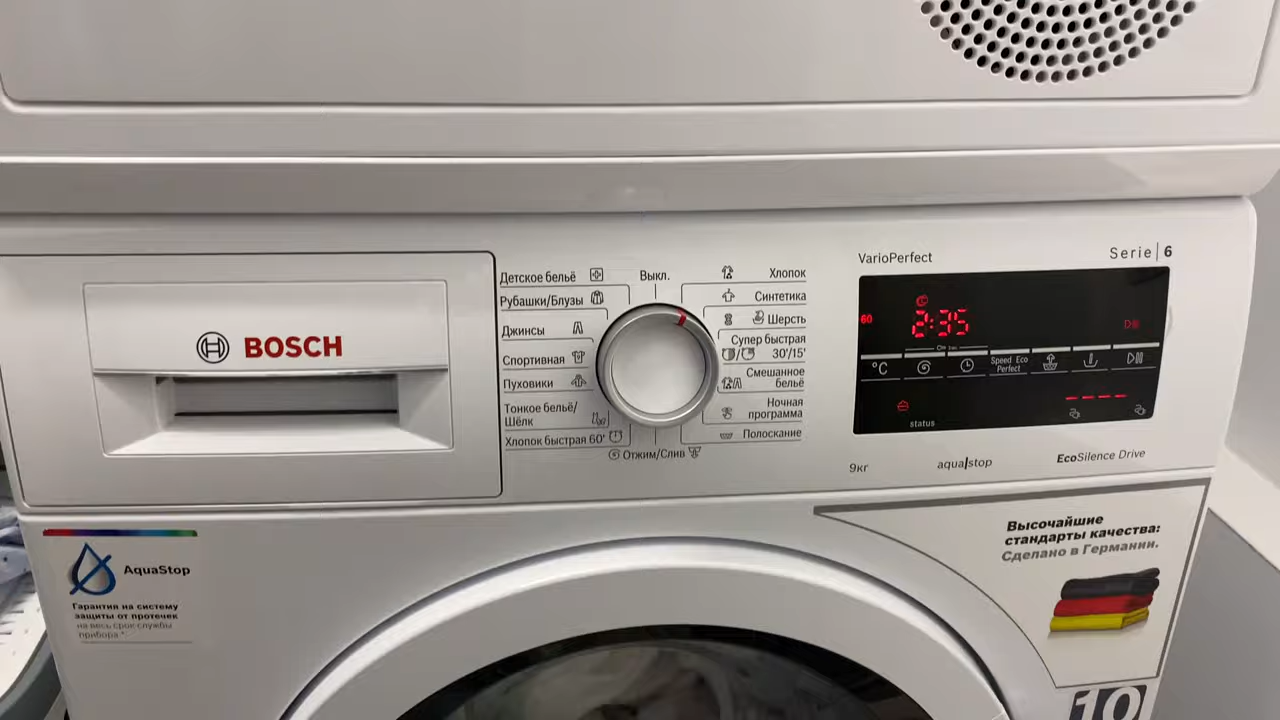 BOSCH
Детское бельё
Рубашки/Блузы
Джинсы
Спортивная
Пуховики
Тонкое бельё/
Шёлк
Хлопок быстрая 60'
Выкл.
Отжим/Слив
Хлопок
Синтетика
Шерсть
Супер быстрая
30'/15'
Смешанное
бельё
Ночная
программа
Полоскание
VarioPerfect
Serie | 6
60
2:35
°C
Speed Eco
Perfect
status
9кг
aqua|stop
EcoSilence Drive
AquaStop
Гарантия на систему
защиты от протечек
на весь срок службы
прибора *
Высочайшие
стандарты качества:
Сделано в Германии.
10